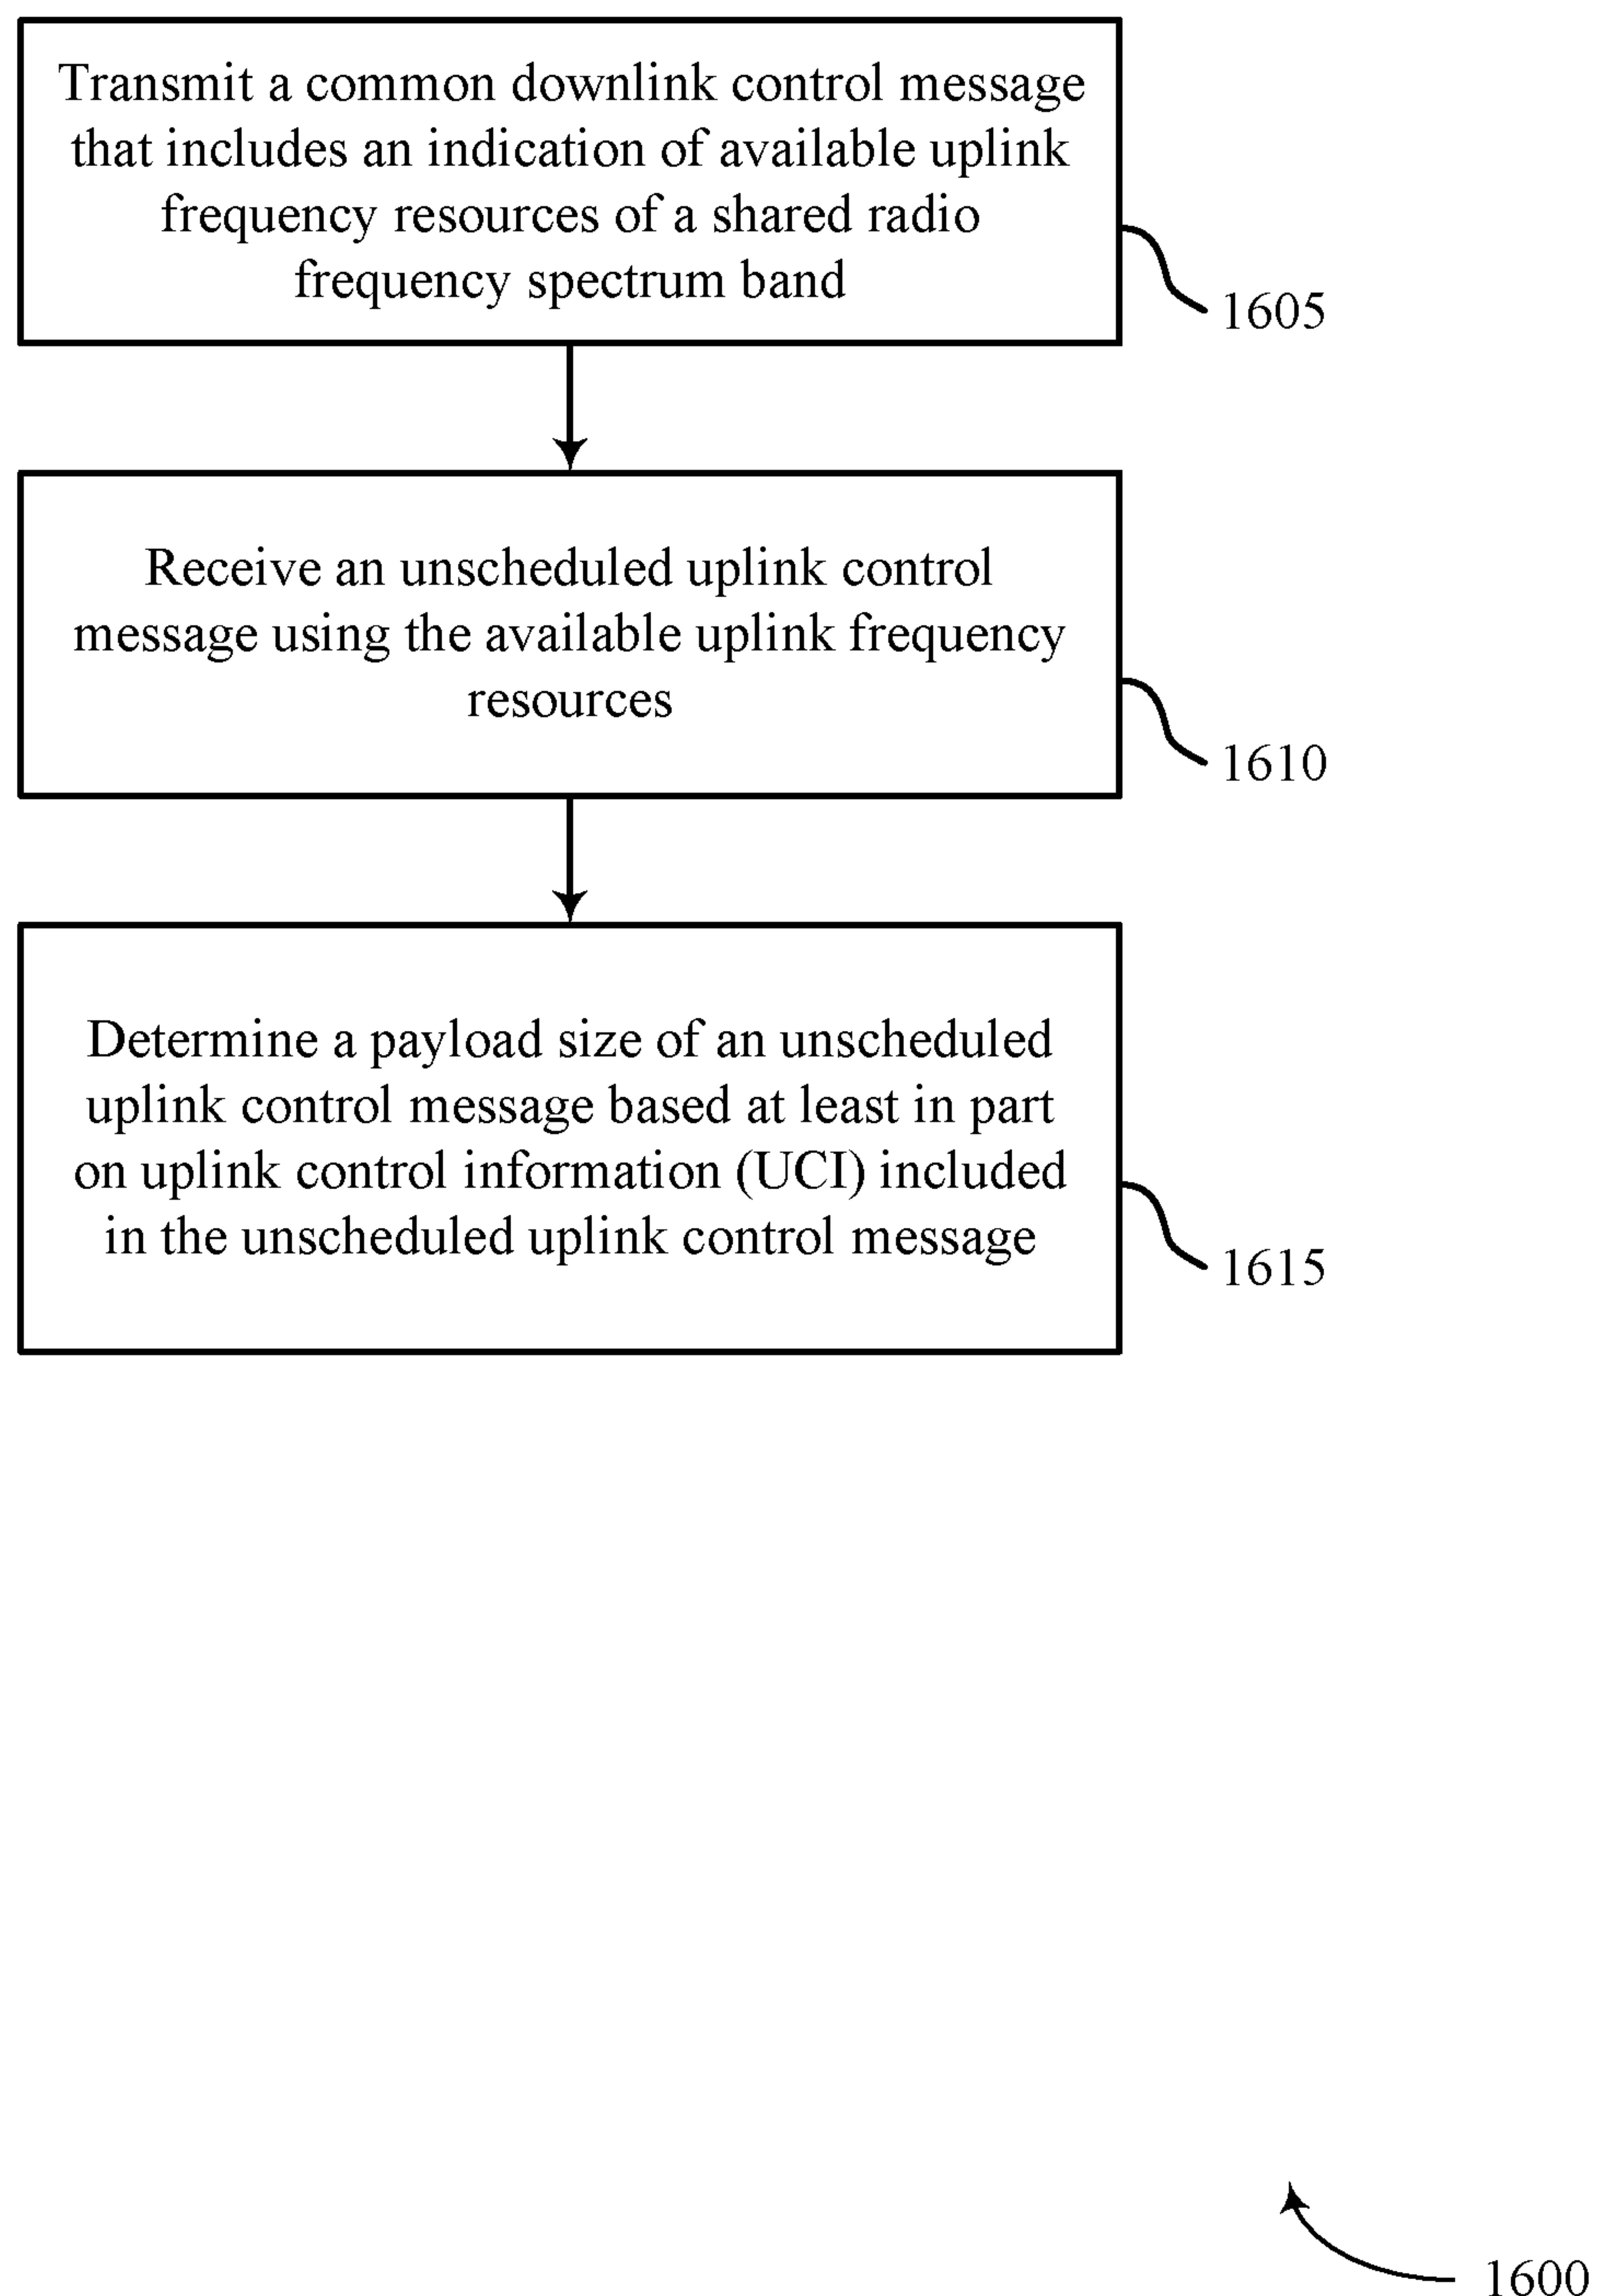 Transmit a common downlink control message
that includes an indication of available uplink
frequency resources of a shared radio
frequency spectrum band
1605
Receive an unscheduled uplink control
message using the available uplink frequency
resources
1610
Determine a payload size of an unscheduled
uplink control message based at least in part
on uplink control information (UCI) included
in the unscheduled uplink control message
1615
1600